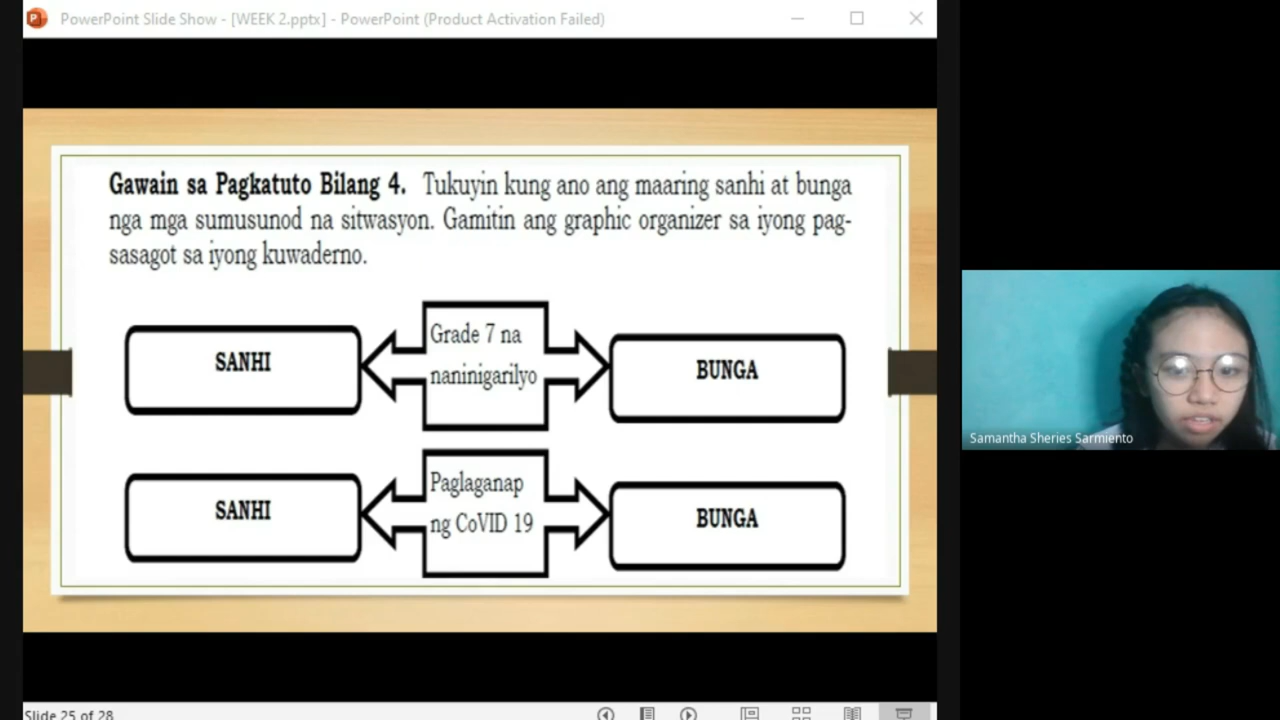 PowerPoint Slide Show - [WEEK 2.pptx] - PowerPoint (Product Activation Failed)
Gawain sa Pagkatuto Bilang 4. Tukuyin kung ano ang maaring sanhi at bunga
nga mga sumusunod na sitwasyon. Gamitin ang graphic organizer sa iyong pag-
sasagot sa iyong kuwaderno.
SANHI
Grade 7 na
naninigarilyo
BUNGA
SANHI
Paglaganap
ng CoVID 19
BUNGA
Samantha Sheries Sarmiento
Slide 25 of 28